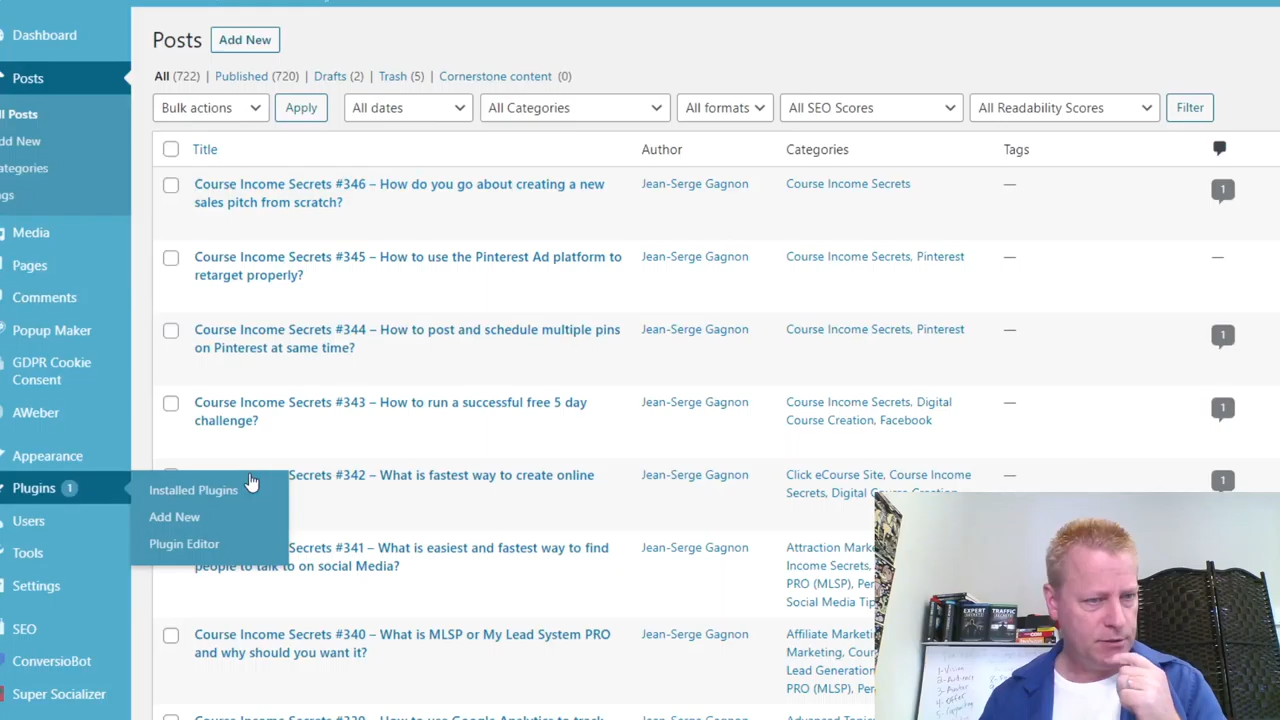 Dashboard
Posts
ll Posts
dd New
ategories
gs
Media
Pages
Comments
Popup Maker
GDPR Cookie
Consent
AWeber
Appearance
Plugins 1
Users
Tools
Settings
SEO
ConversioBot
Super Socializer
Installed Plugins
Add New
Plugin Editor
Posts Add New
All (722) | Published (720) | Drafts (2) | Trash (5) | Cornerstone content (0)
Bulk actions Apply All dates All Categories All formats All SEO Scores All Readability Scores Filter
Title Author Categories Tags
Course Income Secrets #346 – How do you go about creating a new Jean-Serge Gagnon Course Income Secrets — 1
sales pitch from scratch?
Course Income Secrets #345 – How to use the Pinterest Ad platform to Jean-Serge Gagnon Course Income Secrets, Pinterest — —
retarget properly?
Course Income Secrets #344 – How to post and schedule multiple pins Jean-Serge Gagnon Course Income Secrets, Pinterest — 1
on Pinterest at same time?
Course Income Secrets #343 – How to run a successful free 5 day Jean-Serge Gagnon Course Income Secrets, Digital — 1
challenge? Course Creation, Facebook
Secrets #342 – What is fastest way to create online Jean-Serge Gagnon Click eCourse Site, Course Income — 1
Secrets, Digital Course Creation,
Secrets #341 – What is easiest and fastest way to find Jean-Serge Gagnon Attraction Mark
people to talk to on social Media? Income Secrets,
PRO (MLSP), Per
Social Media Tip
Course Income Secrets #340 – What is MLSP or My Lead System PRO Jean-Serge Gagnon Affiliate Marketi
and why should you want it? Marketing, Cour
Lead Generation
PRO (MLSP), Per
Course Income Secrets #339 – How to use Google Analytics to track Jean-Serge Gagnon Advanced Topics
EXPERT
SECRETS
TRAFFIC
SECRETS